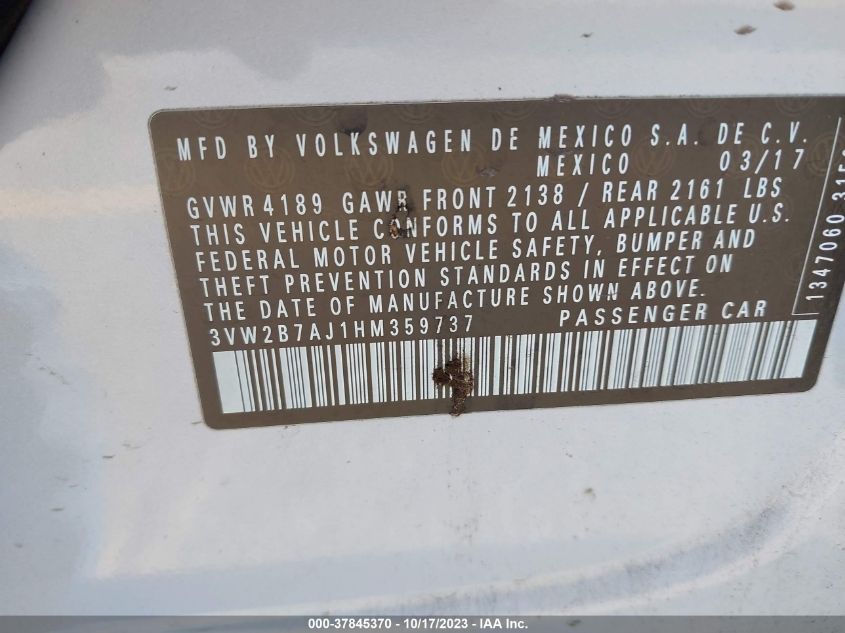 MFD BY VOLKSWAGEN DE MEXICO S.A. DE C.V.
MEXICO 03/17
GVWR 4189 GAWR FRONT 2138 / REAR 2161 LBS
THIS VEHICLE CONFORMS TO ALL APPLICABLE U.S.
FEDERAL MOTOR VEHICLE SAFETY, BUMPER AND
THEFT PREVENTION STANDARDS IN EFFECT ON
THE DATE OF MANUFACTURE SHOWN ABOVE.
3VW2B7AJ1HM359737 PASSENGER CAR
1347060
000-37845370 - 10/17/2023 - IAA Inc.